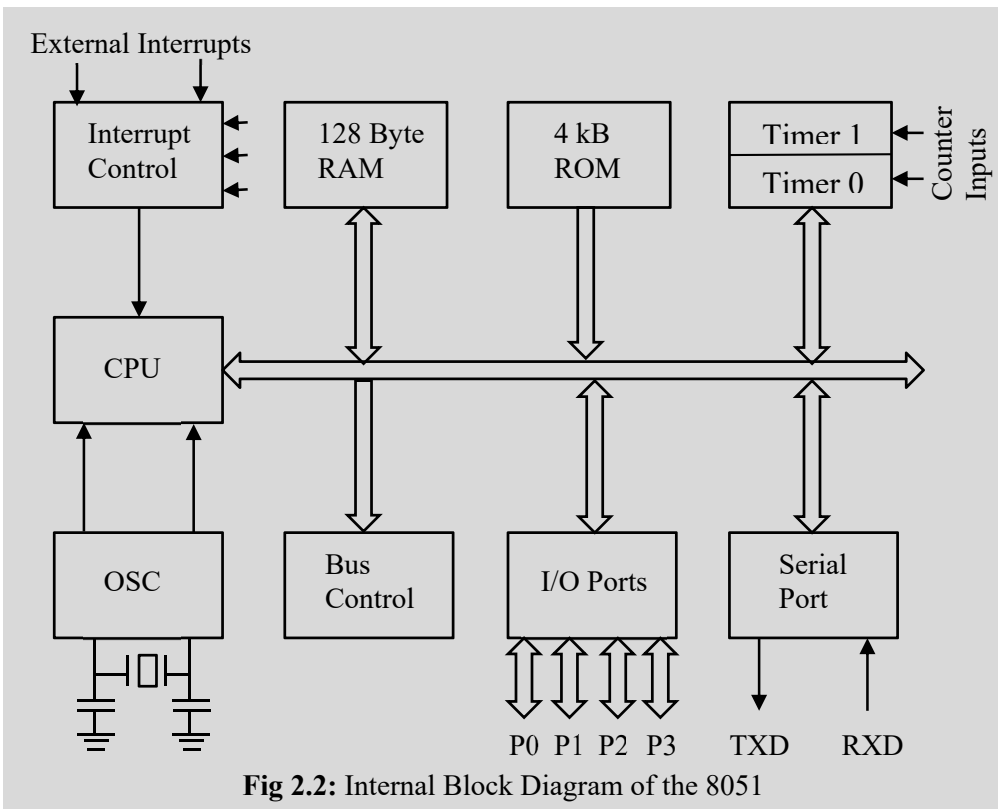 External Interrupts
Interrupt
Control
128 Byte
RAM
4 kB
ROM
Timer 1
Timer 0
Counter
Inputs
CPU
OSC
Bus
Control
I/O Ports
Serial
Port
P0 P1 P2 P3
TXD
RXD
Fig 2.2: Internal Block Diagram of the 8051